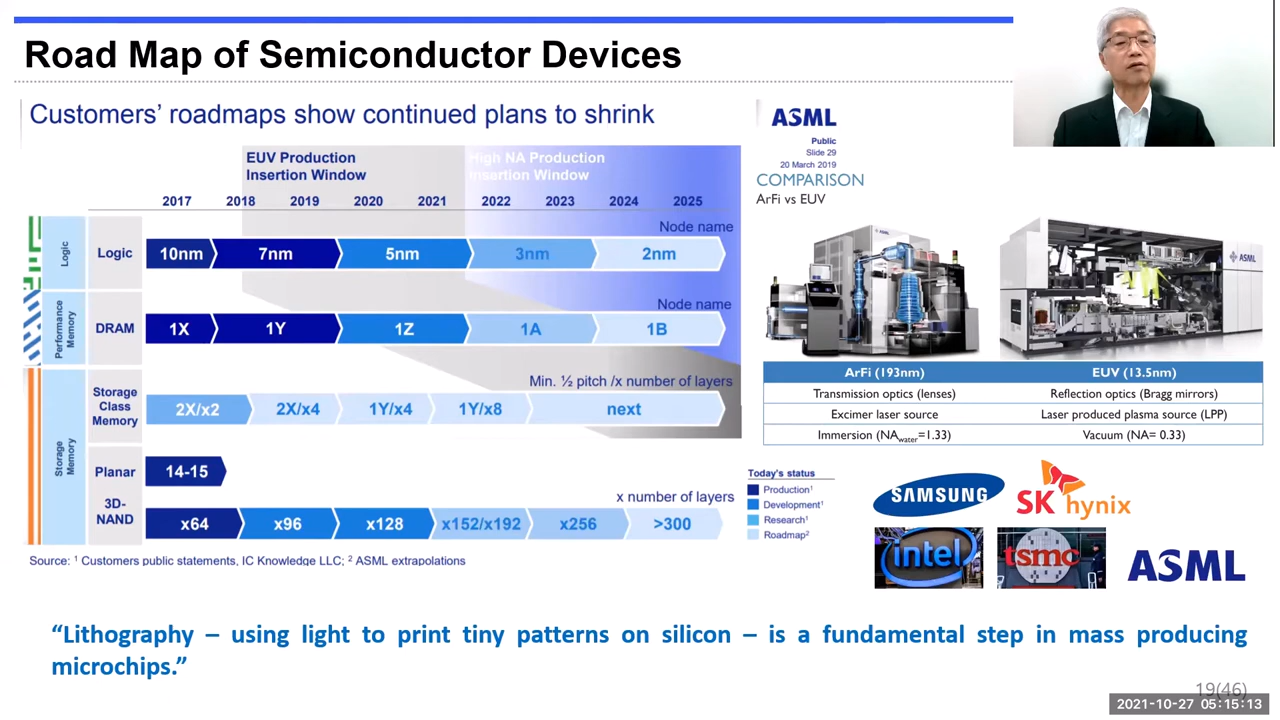 Road Map of Semiconductor Devices
Customers’ roadmaps show continued plans to shrink
ASML
Public
Slide 29
20 March 2019
COMPARISON
ArFi vs EUV
EUV Production
Insertion Window
High NA Production
Insertion Window
2017 2018 2019 2020 2021 2022 2023 2024 2025
Node name
Logic
Logic
10nm 7nm 5nm 3nm 2nm
Node name
Performance
Memory
DRAM
1X 1Y 1Z 1A 1B
Min. ½ pitch /x number of layers
Storage
Class
Memory
2X/x2 2X/x4 1Y/x4 1Y/x8 next
Storage
Memory
Planar
14-15
3D-
NAND
x number of layers
x64 x96 x128 x152/x192 x256 >300
Today's status
Production¹
Development¹
Research¹
Roadmap²
Source: ¹ Customers public statements, IC Knowledge LLC; ² ASML extrapolations
ASML
ArFi (193nm) EUV (13.5nm)
Transmission optics (lenses) Reflection optics (Bragg mirrors)
Excimer laser source Laser produced plasma source (LPP)
Immersion (NAwater=1.33) Vacuum (NA= 0.33)
SAMSUNG
SK hynix
intel
tsmc
ASML
“Lithography – using light to print tiny patterns on silicon – is a fundamental step in mass producing
microchips.”
19(46)
2021-10-27 05:15:13